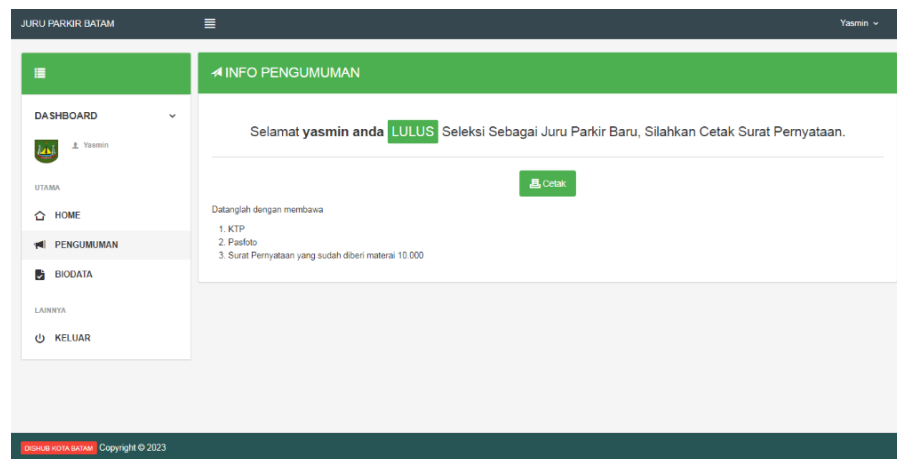 JURU PARKIR BATAM
Yasmin
INFO PENGUMUMAN
DASHBOARD
Yasmin
UTAMA
HOME
PENGUMUMAN
BIODATA
LAINNYA
KELUAR
Selamat yasmin anda LULUS Seleksi Sebagai Juru Parkir Baru, Silahkan Cetak Surat Pernyataan.
Cetak
Datanglah dengan membawa
1. KTP
2. Pasfoto
3. Surat Pernyataan yang sudah diberi materai 10.000
DISHUB KOTA BATAM Copyright © 2023